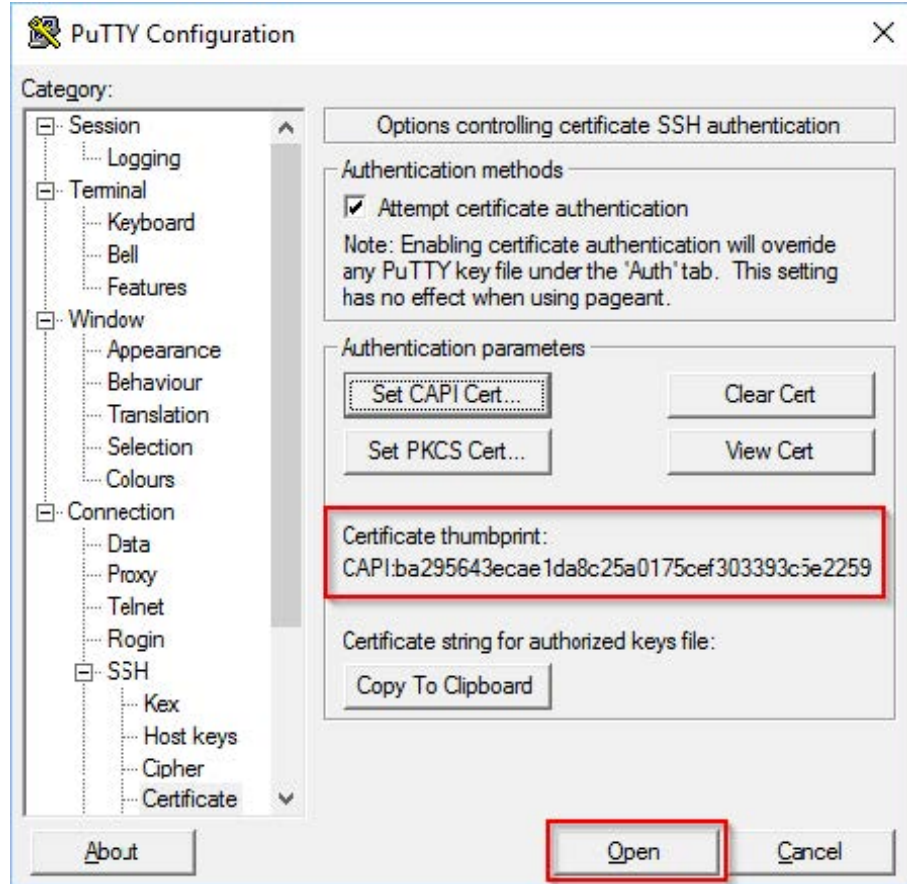 PuTTY Configuration
Category:
Session
Logging
Terminal
Keyboard
Bell
Features
Window
Appearance
Behaviour
Translation
Selection
Colours
Connection
Data
Proxy
Telnet
Rogin
SSH
Kex
Host keys
Cipher
Certificate
Options controlling certificate SSH authentication
Authentication methods
Attempt certificate authentication
Note: Enabling certificate authentication will override
any PuTTY key file under the 'Auth' tab. This setting
has no effect when using pageant.
Authentication parameters
Set CAPI Cert... Clear Cert
Set PKCS Cert... View Cert
Certificate thumbprint:
CAPI:ba295643ecae1da8c25a0175cef303393c5e2259
Certificate string for authorized keys file:
Copy To Clipboard
About Open Cancel